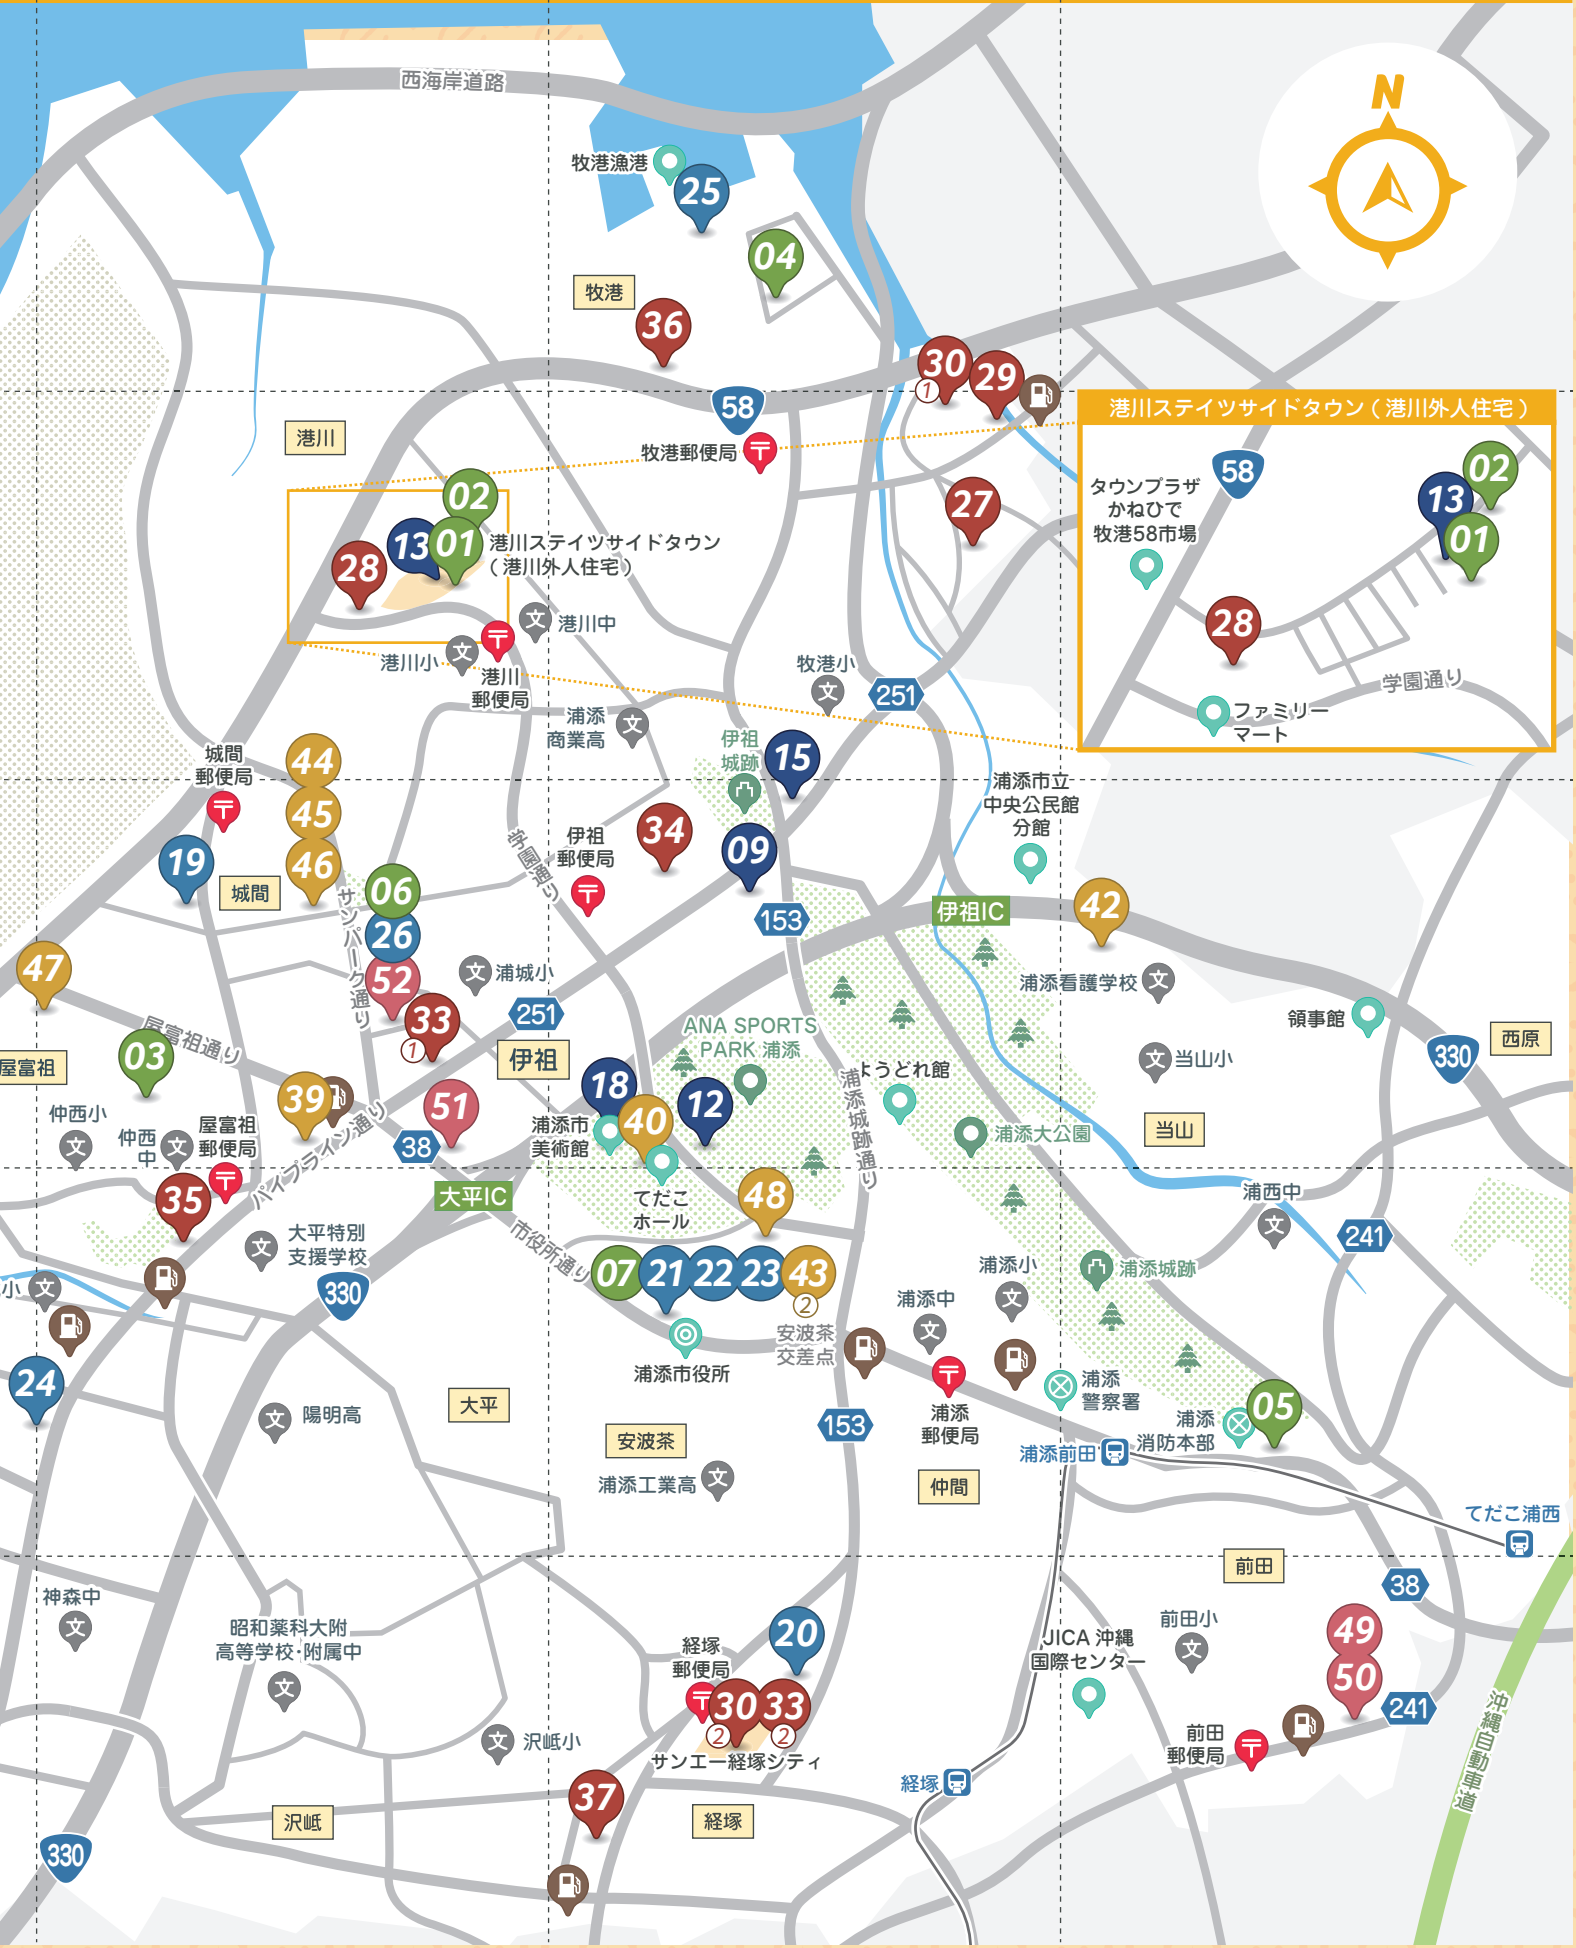 西海岸道路
N
牧港漁港
25
04
牧港
36
30
1
29
58
港川
牧港郵便局
港川ステイツサイドタウン（港川外人住宅）
58
タウンプラザ
かねひで
牧港58市場
13
02
01
28
学園通り
ファミリー
マート
02
13
01
28
港川ステイツサイドタウン
（港川外人住宅）
27
港川中
港川小
港川
郵便局
牧港小
251
浦添
商業高
伊祖
城跡
15
城間
郵便局
44
45
46
19
城間
学園通り
伊祖
郵便局
34
09
浦添市立
中央公民館
分館
サンパーク通り
06
26
52
33
1
153
伊祖IC
42
47
浦城小
251
浦添看護学校
領事館
330
西原
屋富祖通り
03
屋富祖
伊祖
ANA SPORTS
PARK 浦添
浦添城跡通り
ようどれ館
当山小
39
51
18
40
12
浦添市
美術館
浦添大公園
当山
仲西小
仲西
中
屋富祖
郵便局
パイプライン通り
38
35
大平IC
てだこ
ホール
48
浦西中
241
大平特別
支援学校
市役所通り
07
21
22
23
43
2
浦添小
浦添城跡
小
330
浦添中
安波茶
交差点
浦添市役所
24
陽明高
大平
浦添
郵便局
浦添
警察署
05
浦添
消防本部
安波茶
153
浦添前田
浦添工業高
仲間
てだこ浦西
前田
38
神森中
昭和薬科大附
高等学校・附属中
20
経塚
郵便局
30
2
33
2
サンエー経塚シティ
JICA 沖縄
国際センター
前田小
49
50
241
沖縄自動車道
前田
郵便局
沢岻小
経塚
37
沢岻
経塚
330